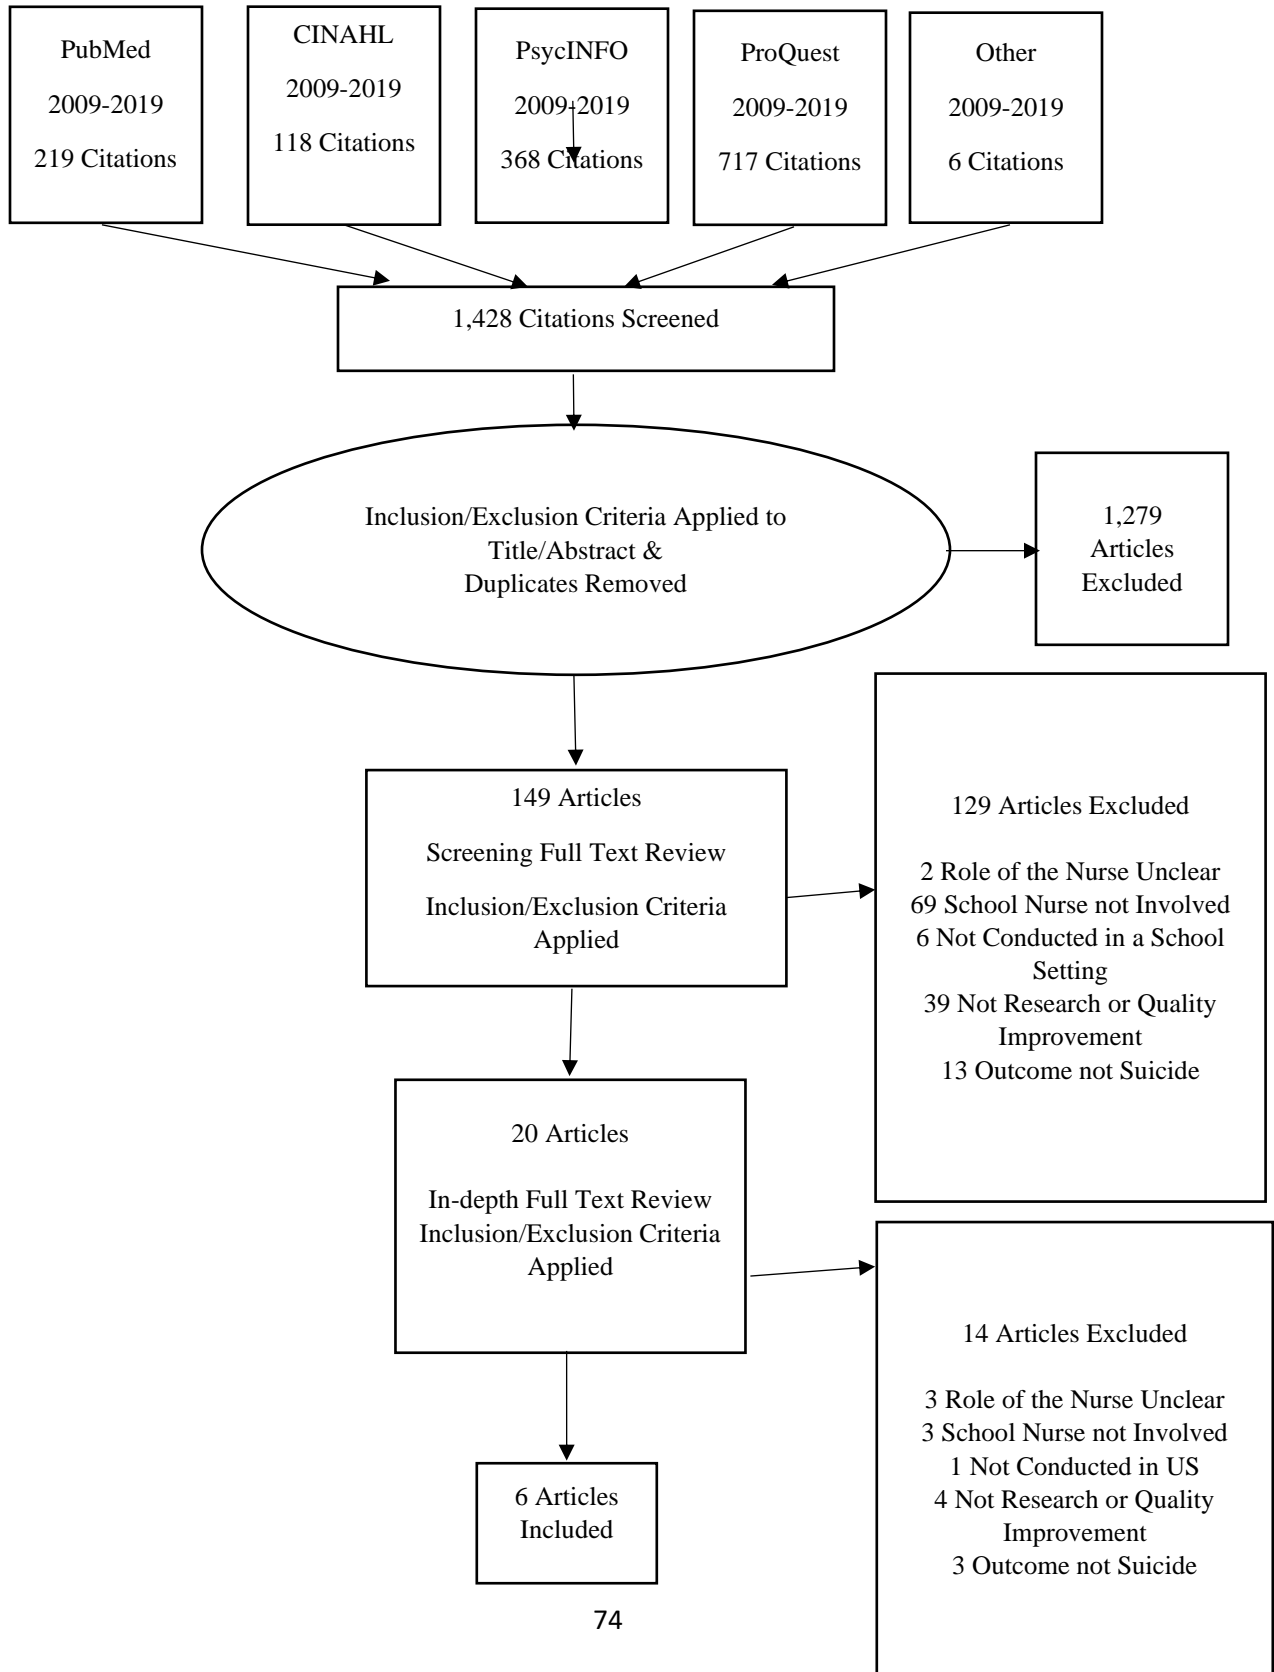 PubMed
2009-2019
219 Citations
CINAHL
2009-2019
118 Citations
PsycINFO
2009-2019
368 Citations
ProQuest
2009-2019
717 Citations
Other
2009-2019
6 Citations
1,428 Citations Screened
Inclusion/Exclusion Criteria Applied to
Title/Abstract &
Duplicates Removed
1,279
Articles
Excluded
149 Articles
Screening Full Text Review
Inclusion/Exclusion Criteria
Applied
129 Articles Excluded
2 Role of the Nurse Unclear
69 School Nurse not Involved
6 Not Conducted in a School
Setting
39 Not Research or Quality
Improvement
13 Outcome not Suicide
20 Articles
In-depth Full Text Review
Inclusion/Exclusion Criteria
Applied
14 Articles Excluded
3 Role of the Nurse Unclear
3 School Nurse not Involved
1 Not Conducted in US
4 Not Research or Quality
Improvement
3 Outcome not Suicide
6 Articles
Included
74